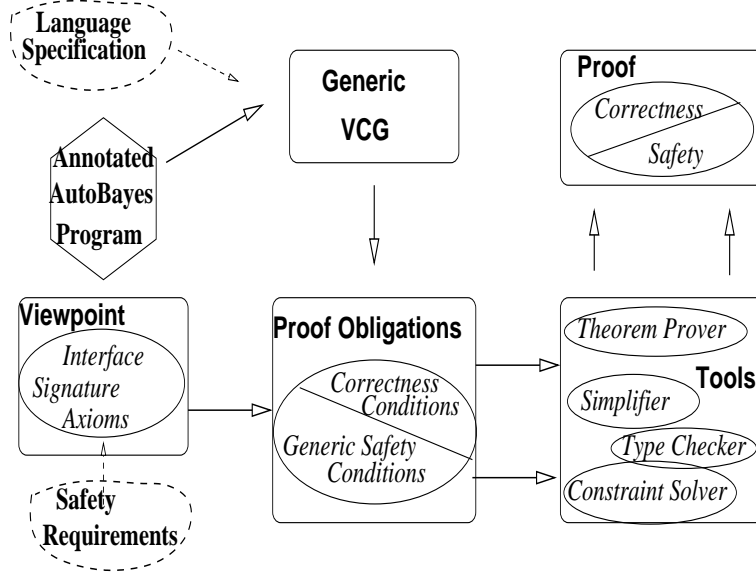 Language
Specification
Generic
VCG
Proof
Correctness
Safety
Annotated
AutoBayes
Program
Viewpoint
Interface
Signature
Axioms
Proof Obligations
Correctness
Conditions
Generic Safety
Conditions
Theorem Prover
Tools
Simplifier
Type Checker
Constraint Solver
Safety
Requirements